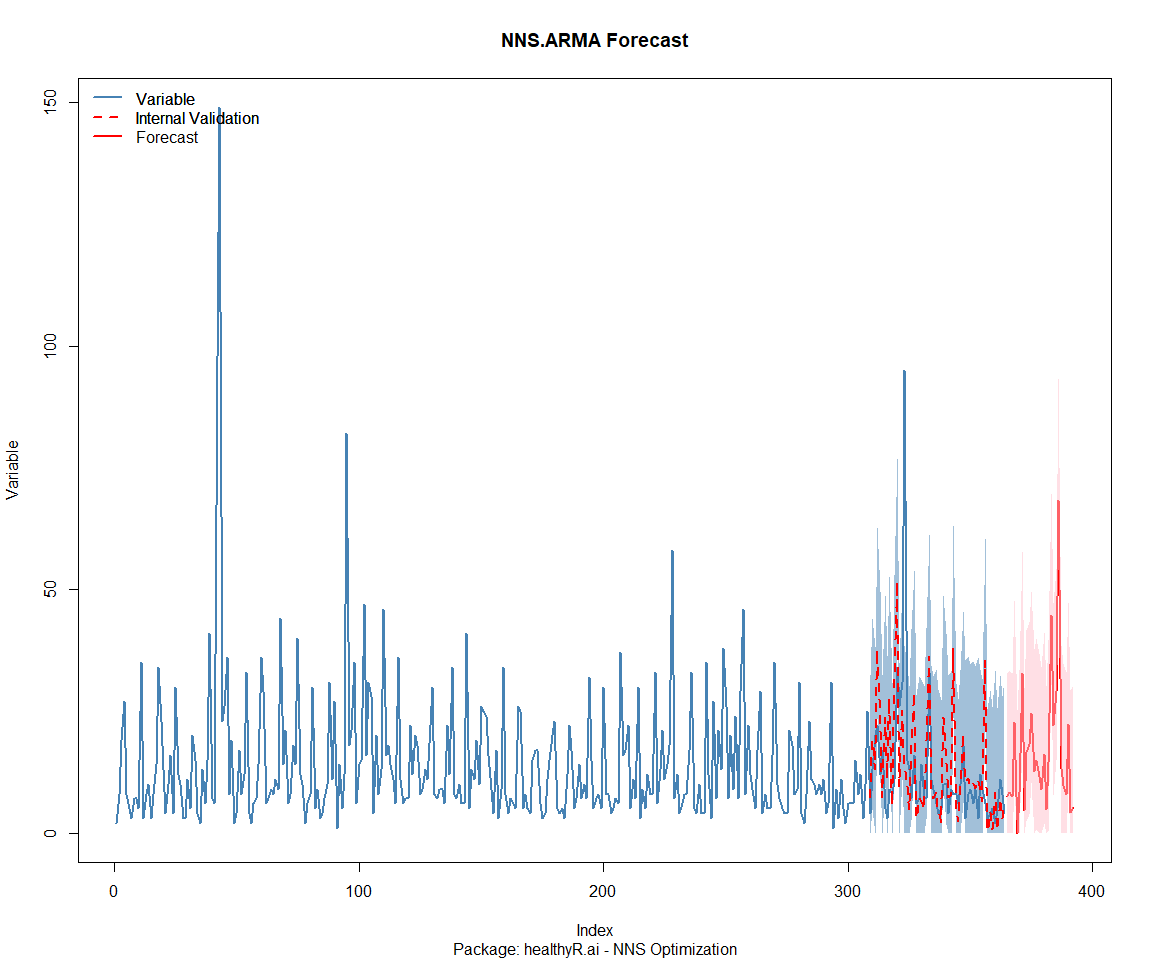 NNS.ARMA Forecast
Variable
Internal Validation
Forecast
150
100
50
0
Variable
0
100
200
300
400
Index
Package: healthyR.ai - NNS Optimization